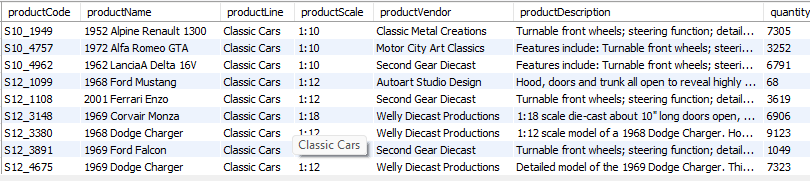 productCode productName productLine productScale productVendor productDescription quantity
S10_1949 1952 Alpine Renault 1300 Classic Cars 1:10 Classic Metal Creations Turnable front wheels; steering function; detail... 7305
S10_4757 1972 Alfa Romeo GTA Classic Cars 1:10 Motor City Art Classics Features include: Turnable front wheels; steeri... 3252
S10_4962 1962 LanciaA Delta 16V Classic Cars 1:10 Second Gear Diecast Features include: Turnable front wheels; steeri... 6791
S12_1099 1968 Ford Mustang Classic Cars 1:12 Autoart Studio Design Hood, doors and trunk all open to reveal highly ... 68
S12_1108 2001 Ferrari Enzo Classic Cars 1:12 Second Gear Diecast Turnable front wheels; steering function; detail... 3619
S12_3148 1969 Corvair Monza Classic Cars 1:18 Welly Diecast Productions 1:18 scale die-cast about 10" long doors open, ... 6906
S12_3380 1968 Dodge Charger Classic Cars 1:12 Welly Diecast Productions 1:12 scale model of a 1968 Dodge Charger. Ho... 9123
Classic Cars
S12_3891 1969 Ford Falcon Classic Cars Second Gear Diecast Turnable front wheels; steering function; detail... 1049
S12_4675 1969 Dodge Charger Classic Cars 1:12 Welly Diecast Productions Detailed model of the 1969 Dodge Charger. Thi... 7323